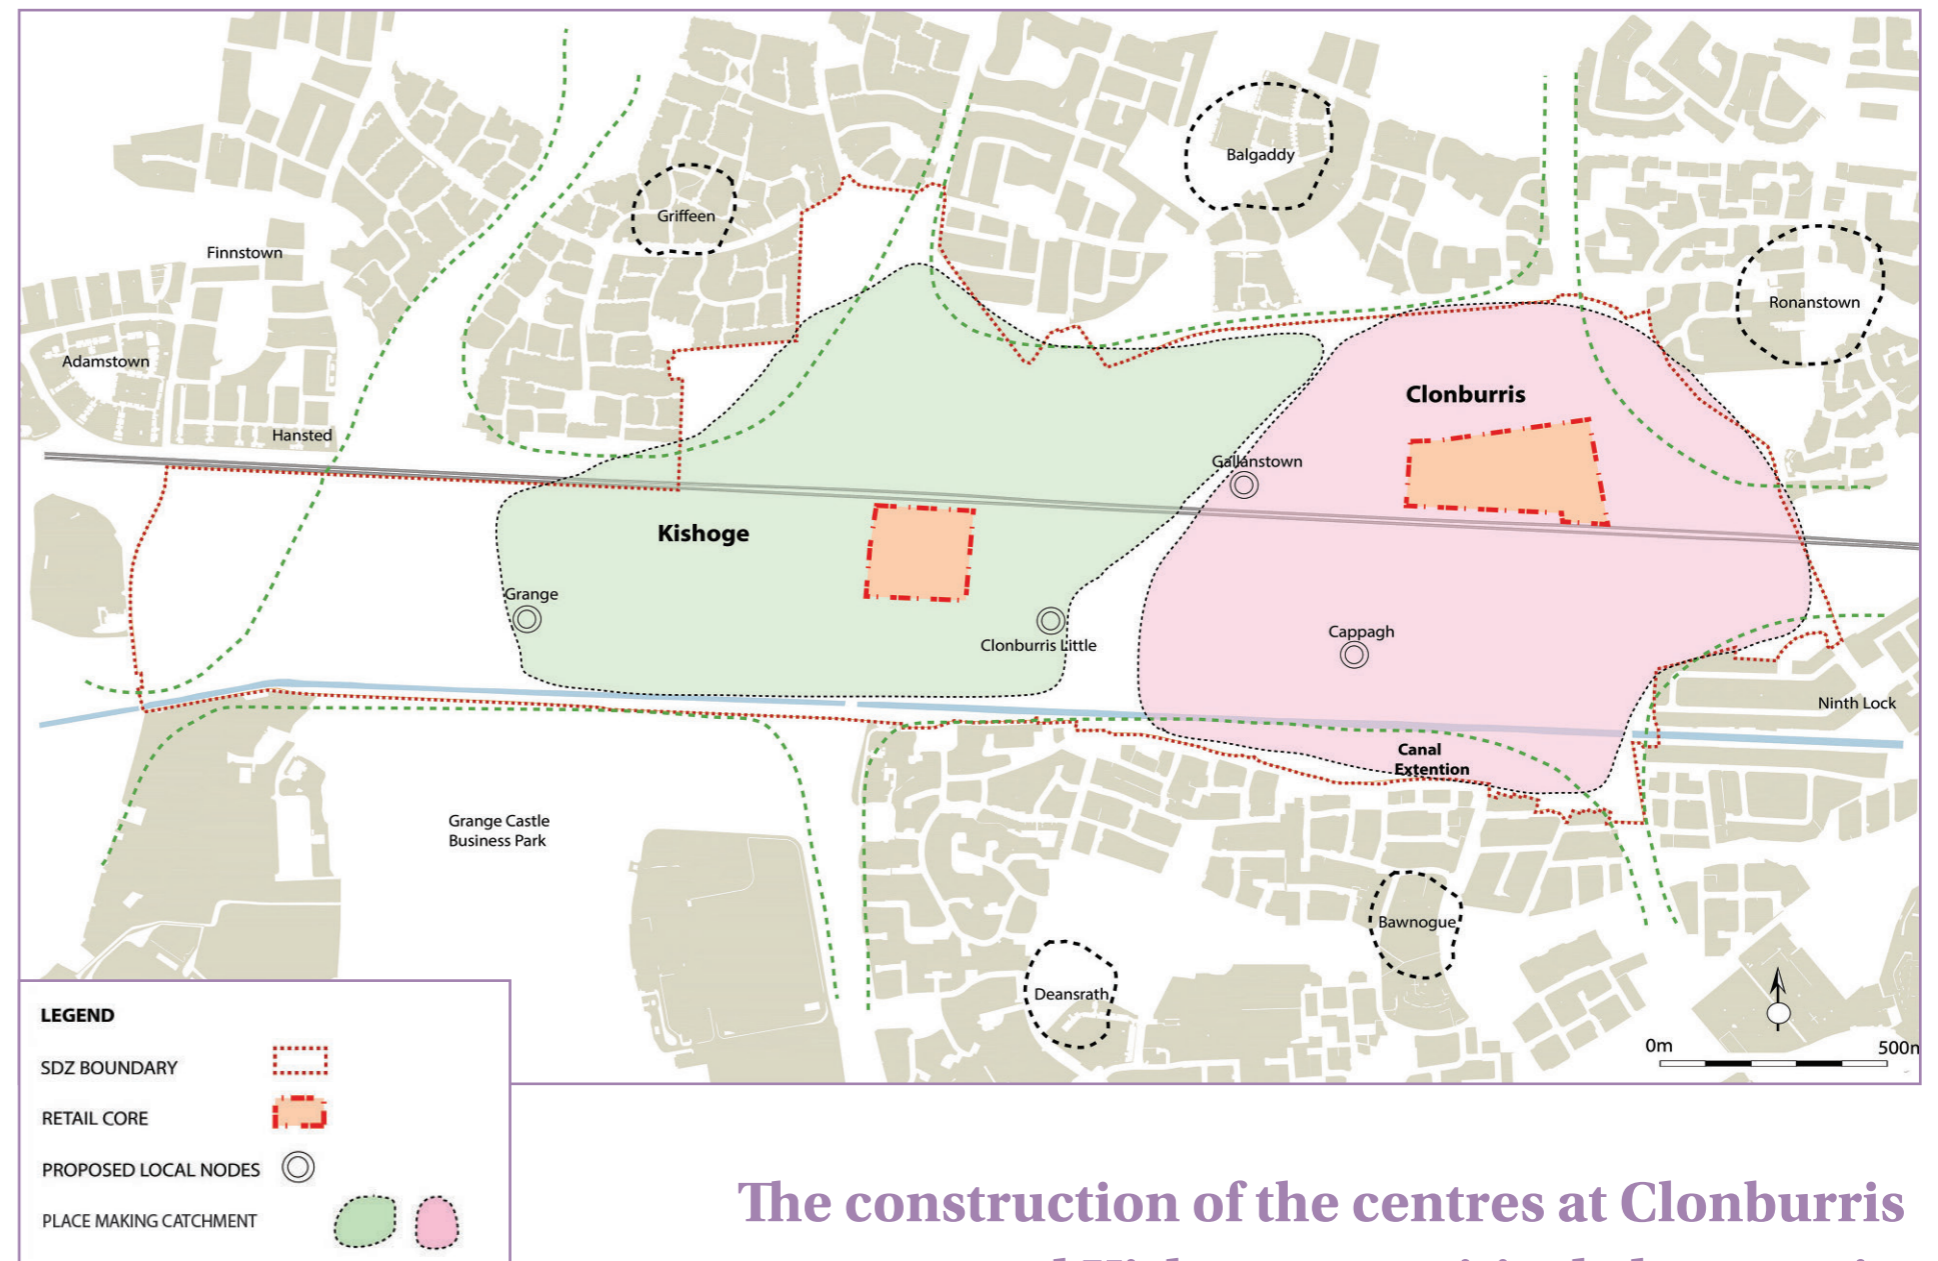 Balgaddy
Griffeen
Finnstown
Ronanstown
Adamstown
Clonburris
Hansted
Gallanstown
Kishoge
Grange
Cappagh
Clonburris Little
Ninth Lock
Canal
Extention
Grange Castle
Business Park
Bawnogue
Deansrath
0m
500m
LEGEND
SDZ BOUNDARY
RETAIL CORE
PROPOSED LOCAL NODES
PLACE MAKING CATCHMENT
The construction of the centres at Clonburris